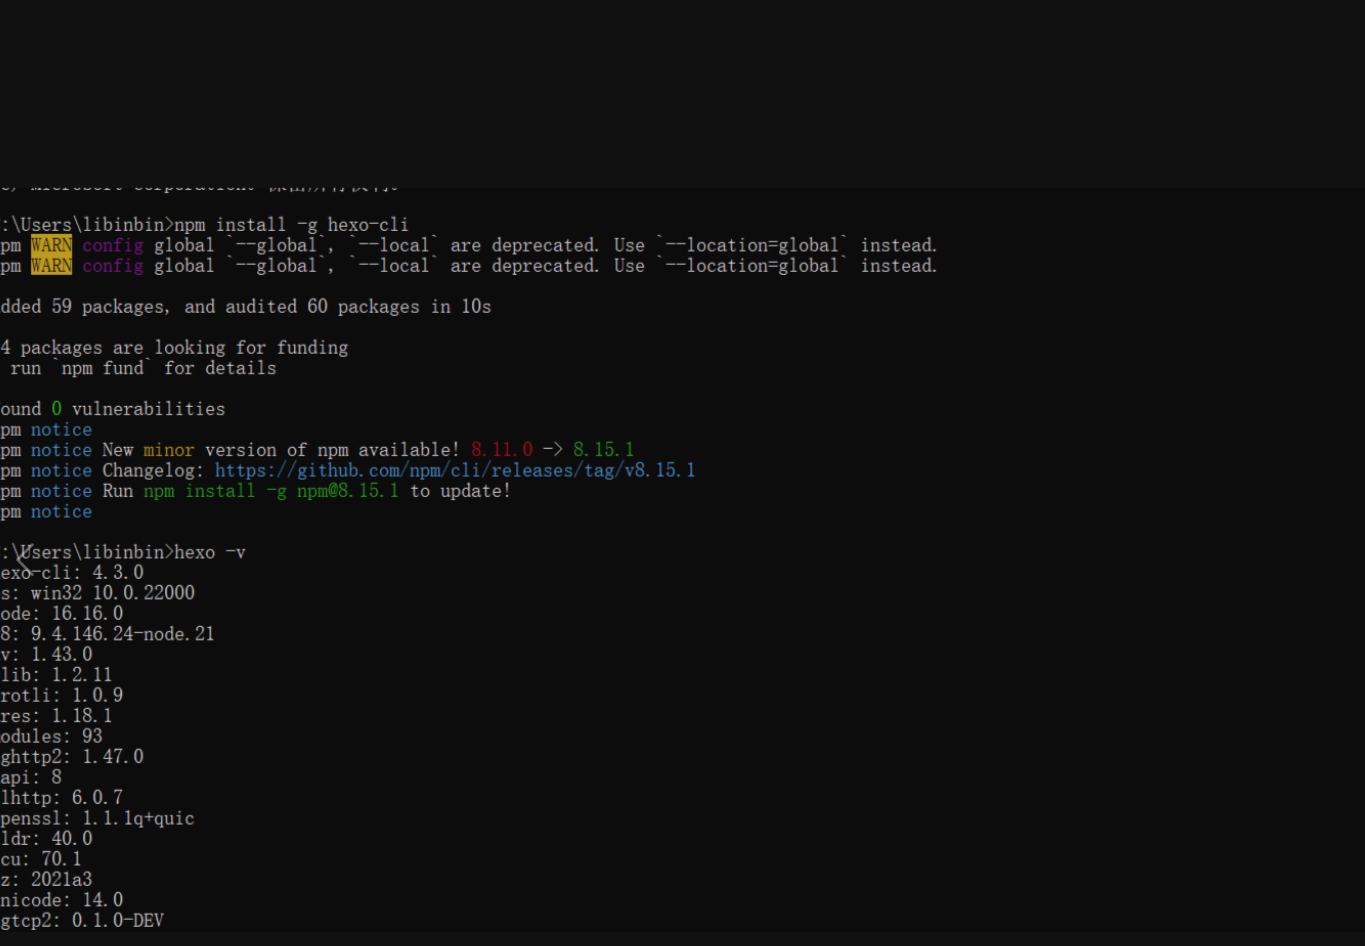 :\Users\libinbin>npm install -g hexo-cli
pm WARN config global `--global`, `--local` are deprecated. Use `--location=global` instead.
pm WARN config global `--global`, `--local` are deprecated. Use `--location=global` instead.
dded 59 packages, and audited 60 packages in 10s
4 packages are looking for funding
run `npm fund` for details
ound 0 vulnerabilities
pm notice
pm notice New minor version of npm available! 8.11.0 -> 8.15.1
pm notice Changelog: https://github.com/npm/cli/releases/tag/v8.15.1
pm notice Run npm install -g npm@8.15.1 to update!
pm notice
:\Users\libinbin>hexo -v
exo-cli: 4.3.0
s: win32 10.0.22000
ode: 16.16.0
8: 9.4.146.24-node.21
v: 1.43.0
lib: 1.2.11
rotli: 1.0.9
res: 1.18.1
odules: 93
ghttp2: 1.47.0
api: 8
lhttp: 6.0.7
penssl: 1.1.1q+quic
ldr: 40.0
cu: 70.1
z: 2021a3
nicode: 14.0
gtcp2: 0.1.0-DEV